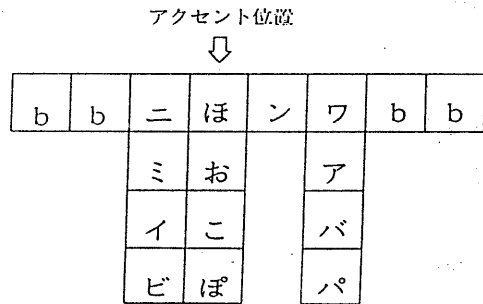 アクセント位置
b b ニ ほ ン ワ b b
ミ お ア
イ こ バ
ビ ぽ パ